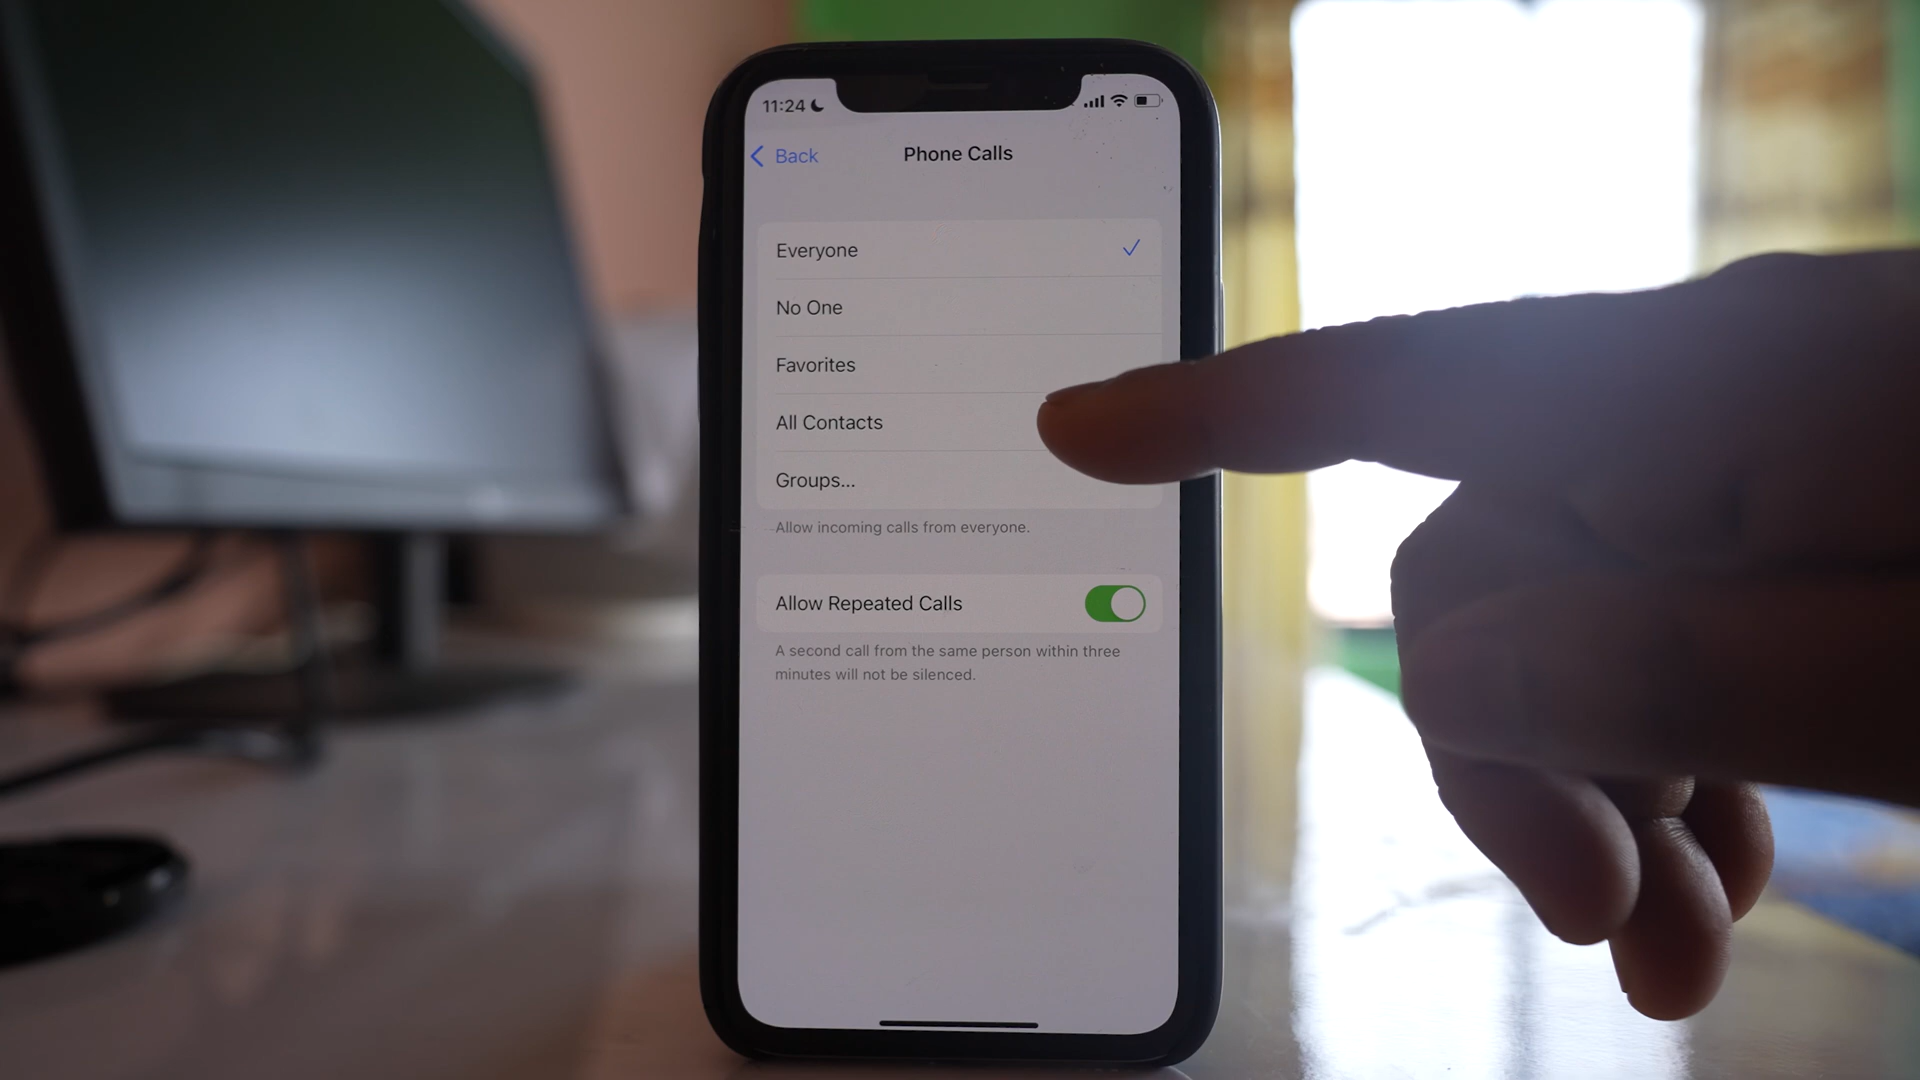 11:24
Back
Phone Calls
Everyone
No One
Favorites
All Contacts
Groups...
Allow incoming calls from everyone.
Allow Repeated Calls
A second call from the same person within three
minutes will not be silenced.